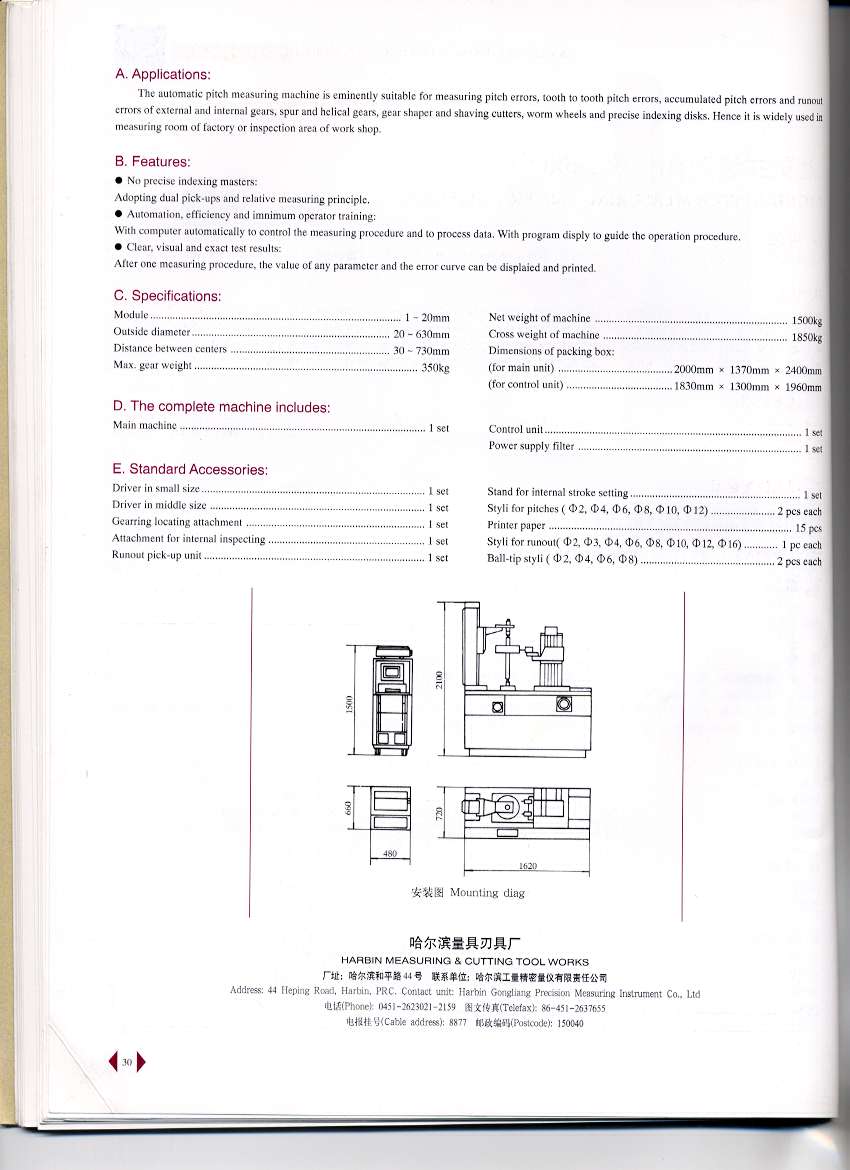 A. Applications:
The automatic pitch measuring machine is eminently suitable for measuring pitch errors, tooth to tooth pitch errors, accumulated pitch errors and runout
errors of external and internal gears, spur and helical gears, gear shaper and shaving cutters, worm wheels and precise indexing disks. Hence it is widely used in
measuring room of factory or inspection area of work shop.
B. Features:
● No precise indexing masters:
Adopting dual pick-ups and relative measuring principle.
● Automation, efficiency and imnimum operator training:
With computer automatically to control the measuring procedure and to process data. With program disply to guide the operation procedure.
● Clear, visual and exact test results:
After one measuring procedure, the value of any parameter and the error curve can be displaied and printed.
C. Specifications:
Module ........ 1 - 20mm
Outside diameter ........ 20 - 630mm
Distance between centers ........ 30 - 730mm
Max. gear weight ........ 350kg
Net weight of machine ........ 1500kg
Cross weight of machine ........ 1850kg
Dimensions of packing box:
(for main unit) ........ 2000mm × 1370mm × 2400mm
(for control unit) ........ 1830mm × 1300mm × 1960mm
D. The complete machine includes:
Main machine ........ 1 set
Control unit ........ 1 set
Power supply filter ........ 1 set
E. Standard Accessories:
Driver in small size ........ 1 set
Driver in middle size ........ 1 set
Gearring locating attachment ........ 1 set
Attachment for internal inspecting ........ 1 set
Runout pick-up unit ........ 1 set
Stand for internal stroke setting ........ 1 set
Styli for pitches ( Φ2, Φ4, Φ6, Φ8, Φ10, Φ12) ........ 2 pcs each
Printer paper ........ 15 pcs
Styli for runout( Φ2, Φ3, Φ4, Φ6, Φ8, Φ10, Φ12, Φ16) ........ 1 pc each
Ball-tip styli ( Φ2, Φ4, Φ6, Φ8) ........ 2 pcs each
1500
2100
660
720
480
1620
安装图 Mounting diag
哈尔滨量具刃具厂
HARBIN MEASURING & CUTTING TOOL WORKS
厂址: 哈尔滨和平路 44 号 联系单位: 哈尔滨工量精密量仪有限责任公司
Address: 44 Heping Road, Harbin, PRC. Contact unit: Harbin Gongliang Precision Measuring Instrument Co., Ltd
电话(Phone): 0451-2623021-2159 图文传真(Telefax): 86-451-2637655
电报挂号(Cable address): 8877 邮政编码(Postcode): 150040
30